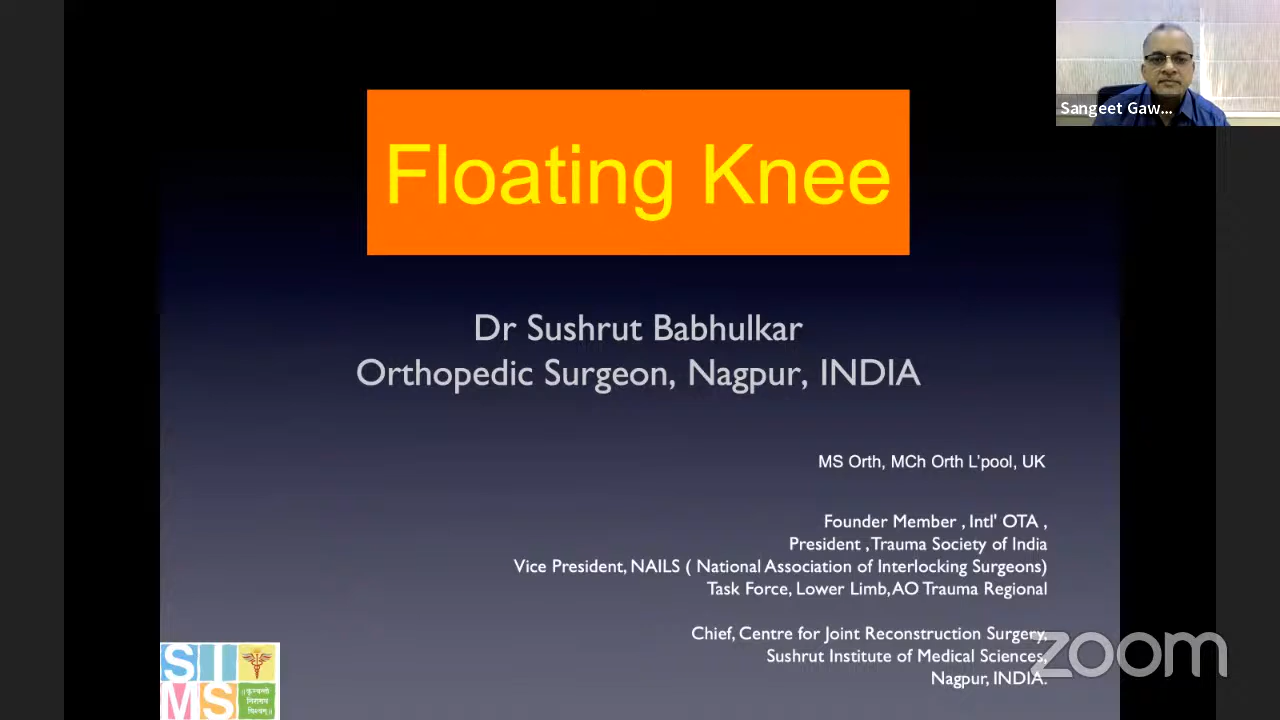 Sangeet Gaw...
Floating Knee
Dr Sushrut Babhulkar
Orthopedic Surgeon, Nagpur, INDIA
MS Orth, MCh Orth L'pool, UK
Founder Member , Intl' OTA ,
President , Trauma Society of India
Vice President, NAILS ( National Association of Interlocking Surgeons)
Task Force, Lower Limb, AO Trauma Regional
Chief, Centre for Joint Reconstruction Surgery,
Sushrut Institute of Medical Sciences,
Nagpur, INDIA.
zoom
SI
MS